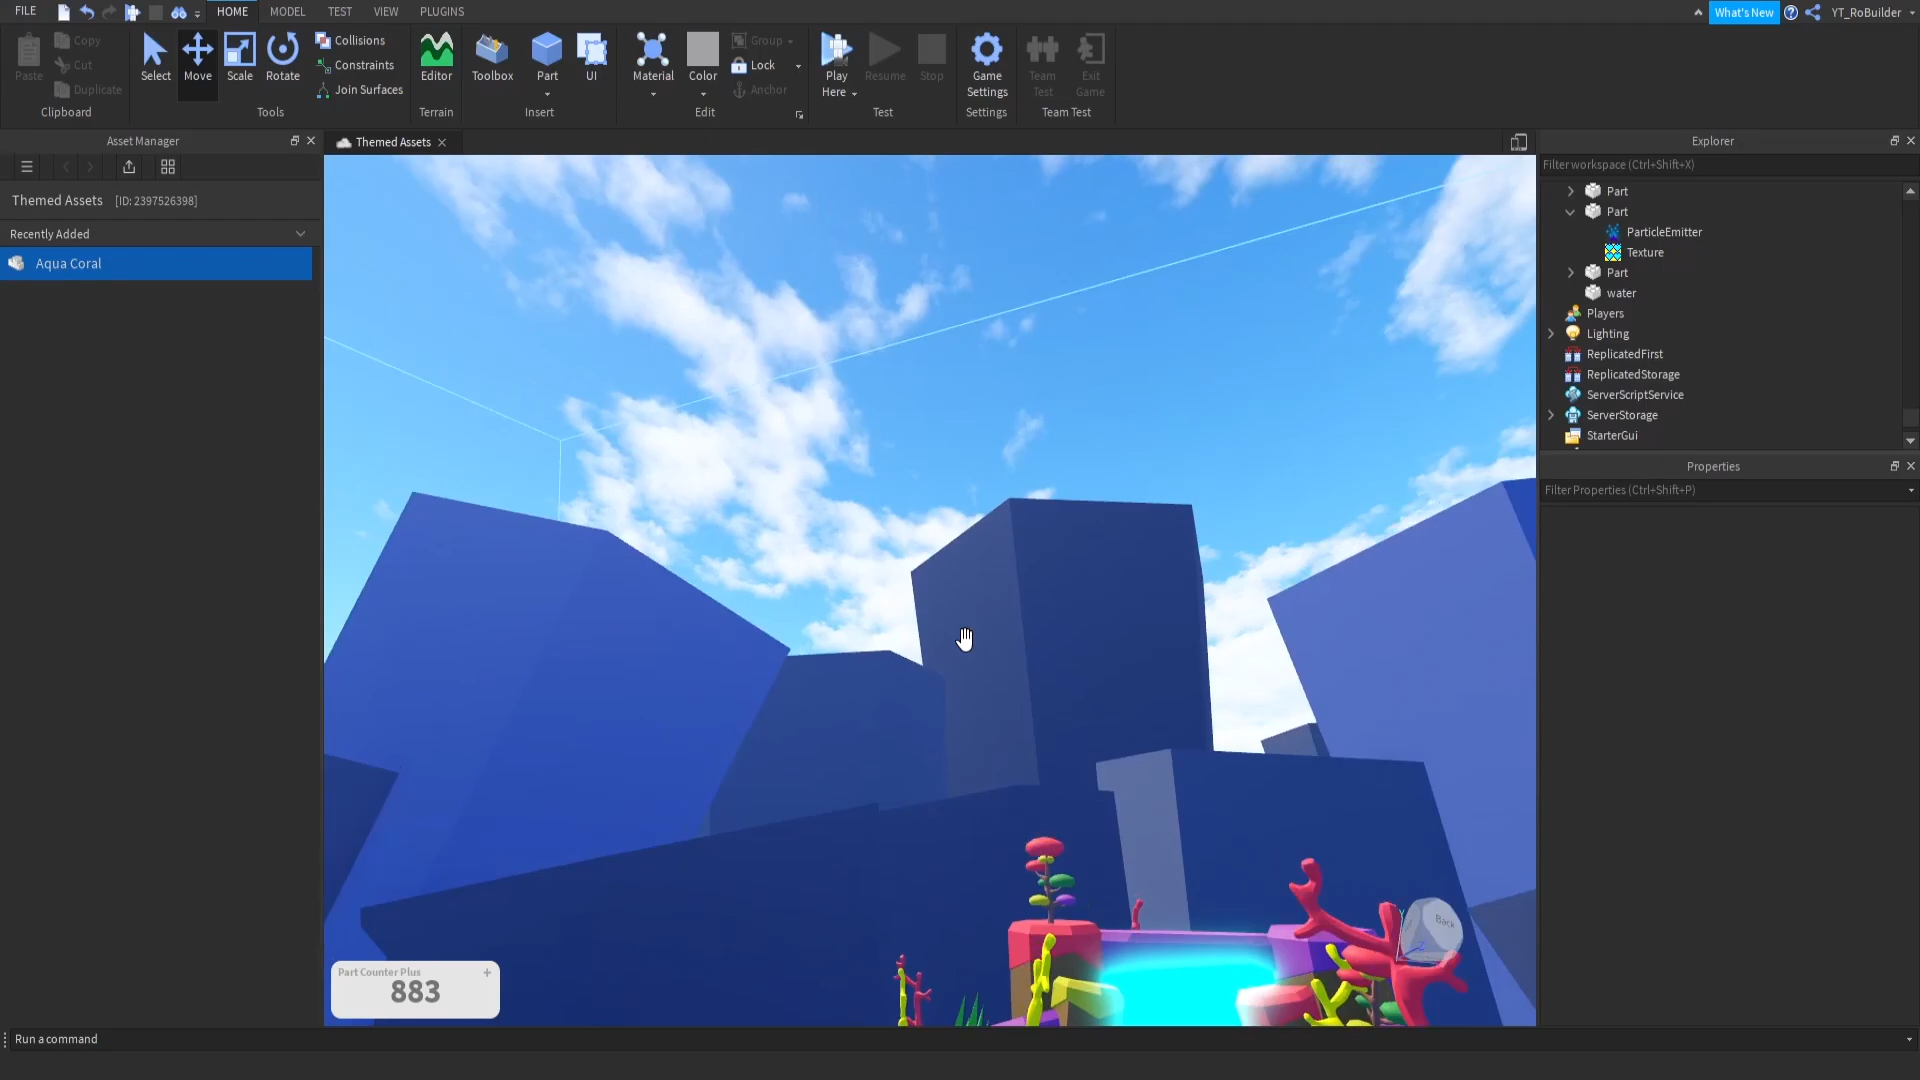 FILE
HOME
MODEL
TEST
VIEW
PLUGINS
What's New
YT_RoBuilder
Paste
Copy
Cut
Duplicate
Clipboard
Select
Move
Scale
Rotate
Collisions
Constraints
Join Surfaces
Tools
Editor
Terrain
Toolbox
Part
UI
Insert
Material
Color
Group
Lock
Anchor
Edit
Play
Here
Resume
Stop
Test
Game
Settings
Settings
Team
Test
Exit
Game
Team Test
Asset Manager
Themed Assets [ID: 2397526398]
Recently Added
Aqua Coral
Themed Assets
Back
Part Counter Plus +
883
Explorer
Filter workspace (Ctrl+Shift+X)
Part
Part
ParticleEmitter
Texture
Part
water
Players
Lighting
ReplicatedFirst
ReplicatedStorage
ServerScriptService
ServerStorage
StarterGui
Properties
Filter Properties (Ctrl+Shift+P)
Run a command